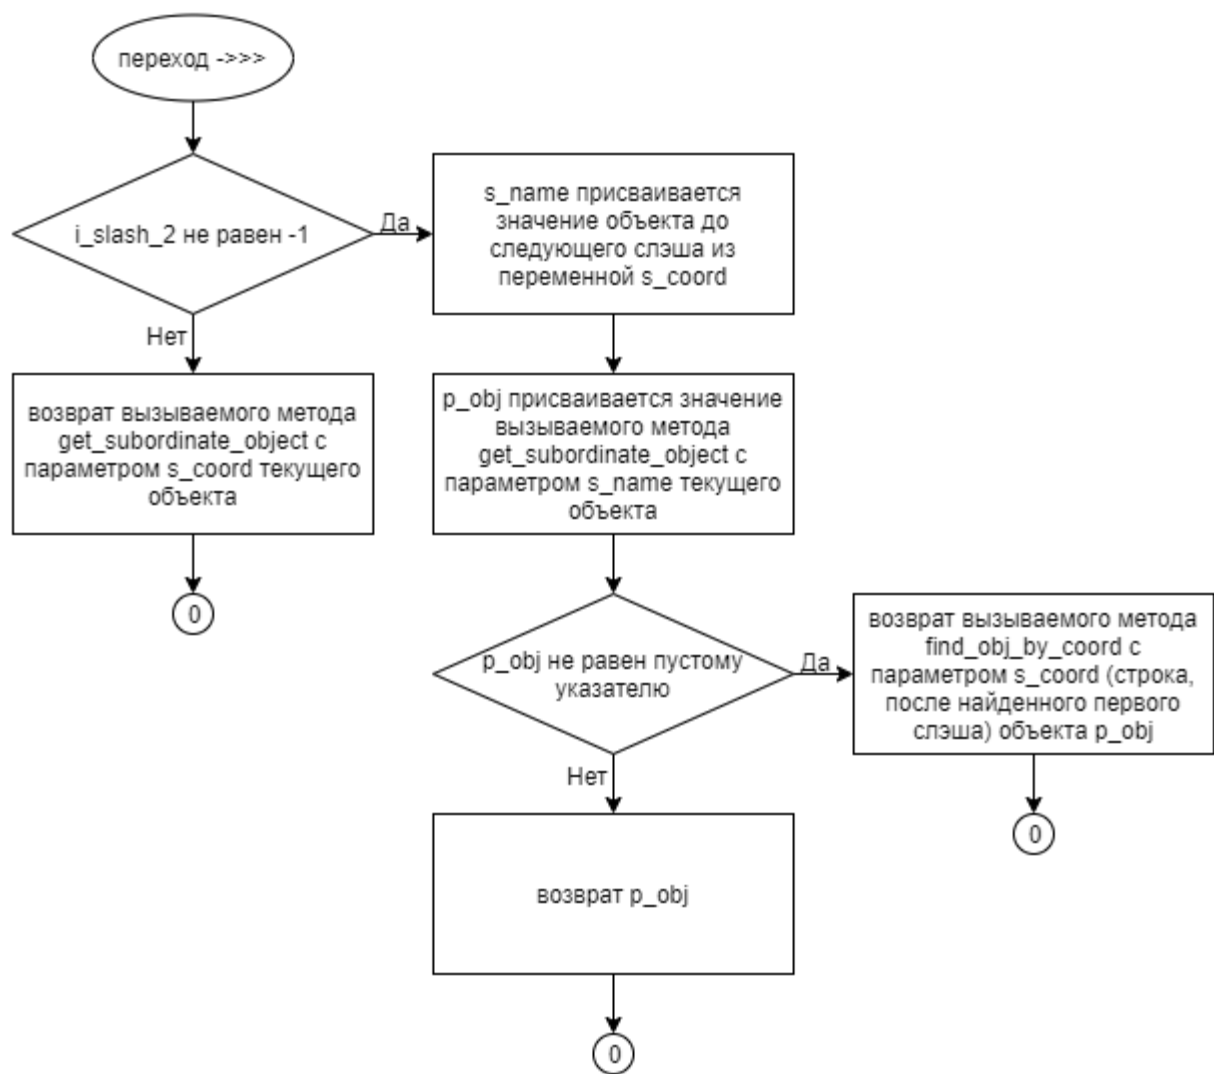 переход ->>>
i_slash_2 не равен -1
Да
s_name присваивается
значение объекта до
следующего слэша из
переменной s_coord
Нет
возврат вызываемого метода
get_subordinate_object с
параметром s_coord текущего
объекта
0
p_obj присваивается значение
вызываемого метода
get_subordinate_object с
параметром s_name текущего
объекта
p_obj не равен пустому
указателю
Да
возврат вызываемого метода
find_obj_by_coord с
параметром s_coord (строка,
после найденного первого
слэша) объекта p_obj
0
Нет
возврат p_obj
0